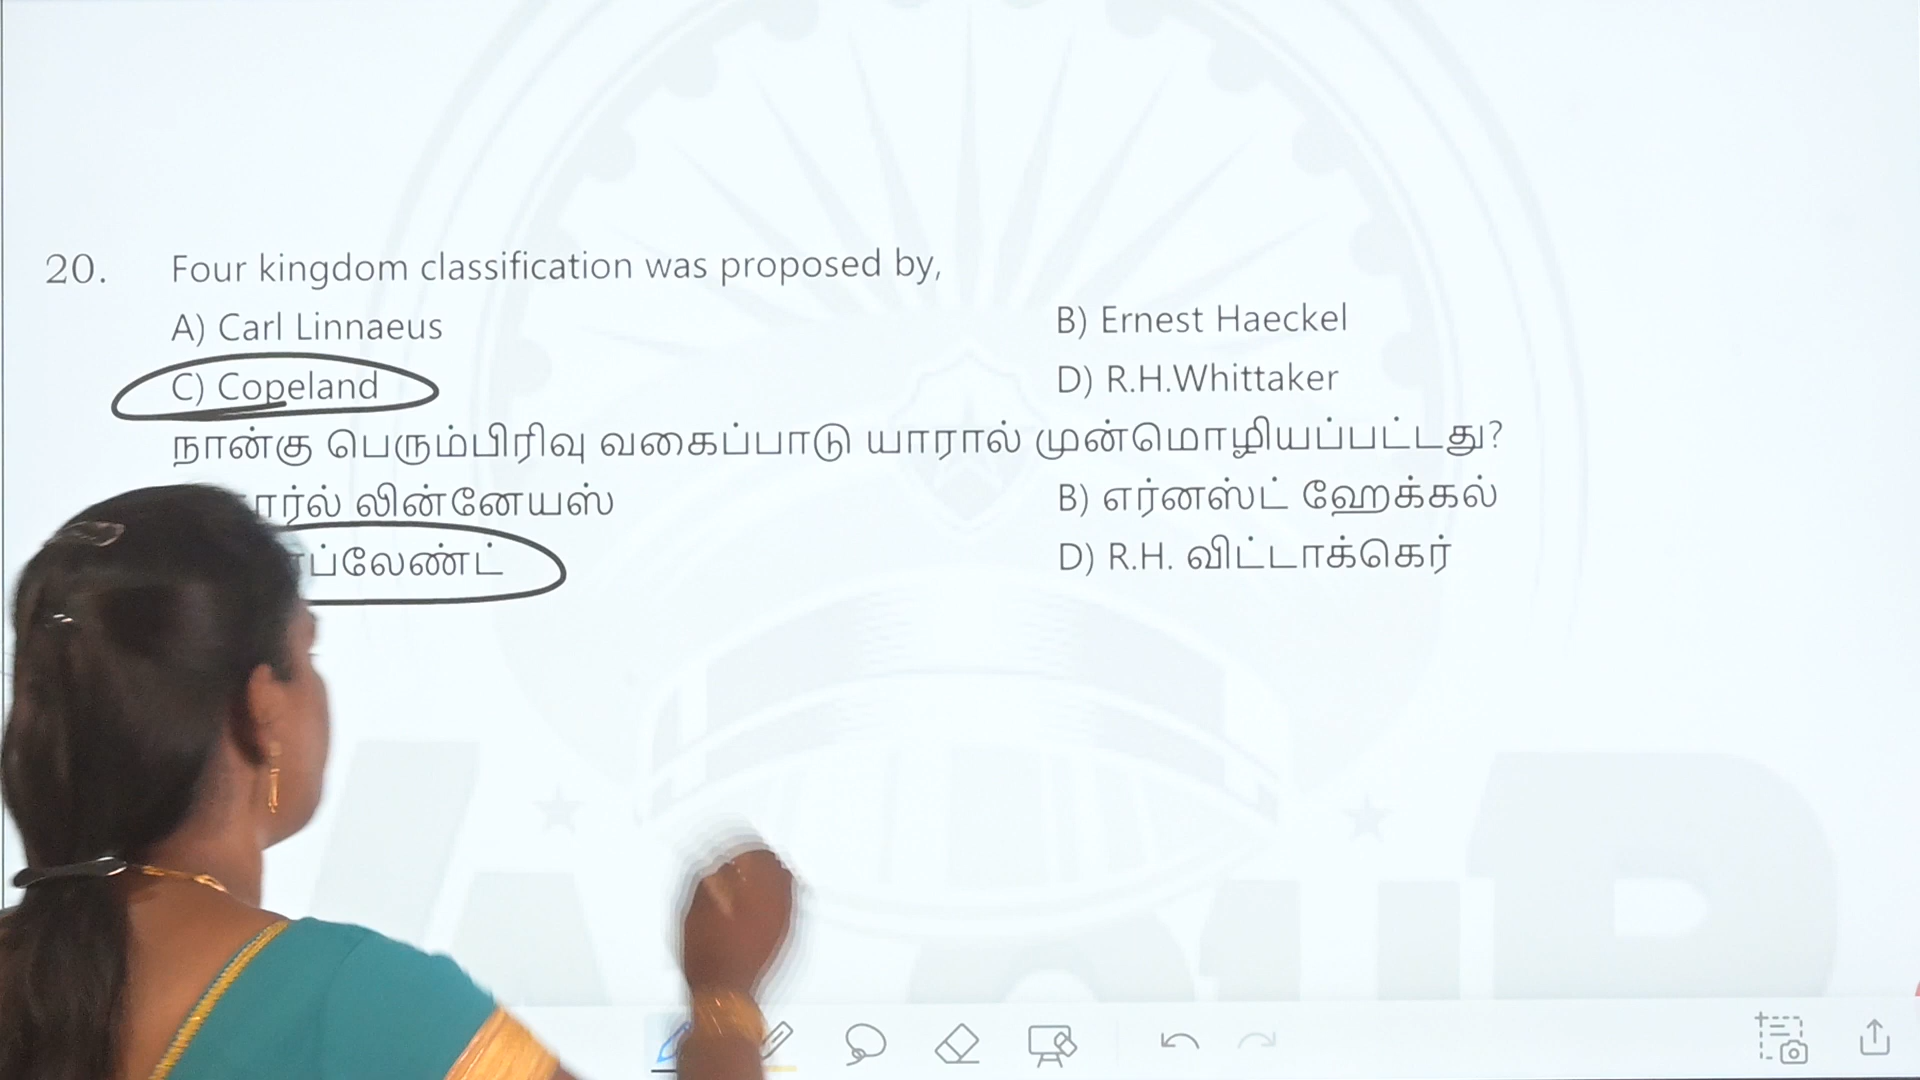 20. Four kingdom classification was proposed by,
A) Carl Linnaeus B) Ernest Haeckel
C) Copeland D) R.H.Whittaker
நான்கு பெரும்பிரிவு வகைப்பாடு யாரால் முன்மொழியப்பட்டது?
லின்னேயஸ் B) எர்னஸ்ட் ஹேக்கல்
D) R.H. விட்டாக்கெர்